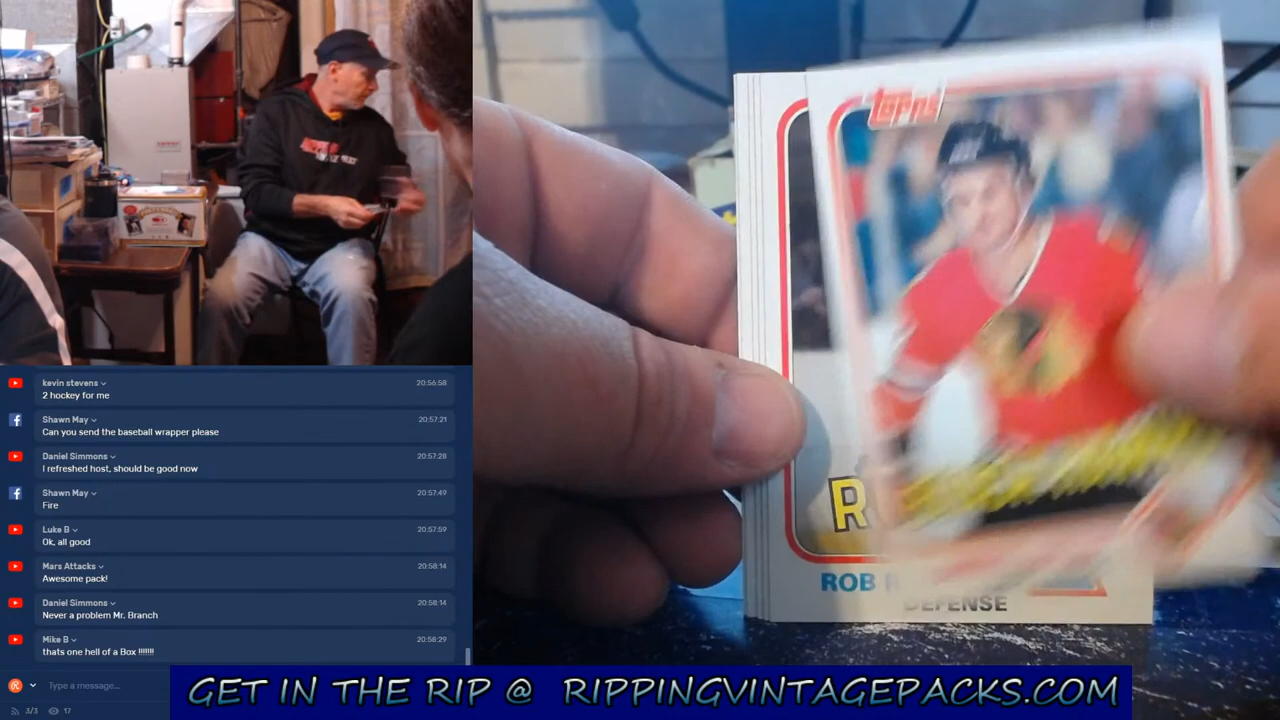 kevin stevens
20:56:58
2 hockey for me
Shawn May
20:57:21
Can you send the baseball wrapper please
Daniel Simmons
20:57:28
I refreshed host, should be good now
Shawn May
20:57:49
Fire
Luke B
20:57:59
Ok, all good
Mars Attacks
20:58:14
Awesome pack!
Daniel Simmons
20:58:14
Never a problem Mr. Branch
Mike B
20:58:29
thats one hell of a Box !!!!!!!
Type a message...
3/3
17
Topps
R
ROB
DEFENSE
GET IN THE RIP @ RIPPINGVINTAGEPACKS.COM